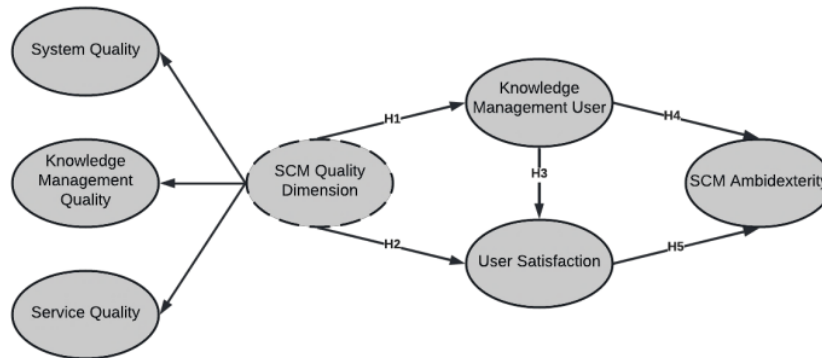 System Quality
Knowledge
Management
Quality
Service Quality
SCM Quality
Dimension
H1
H2
Knowledge
Management User
H3
User Satisfaction
H4
H5
SCM Ambidexterity